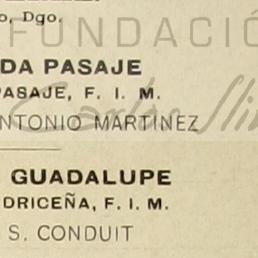 o, Dgo.
FUNDACIÓ
DA PASAJE
PASAJE, F. I. M.
NTONIO MARTINEZ
GUADALUPE
DRICEÑA, F. I. M.
S. CONDUIT